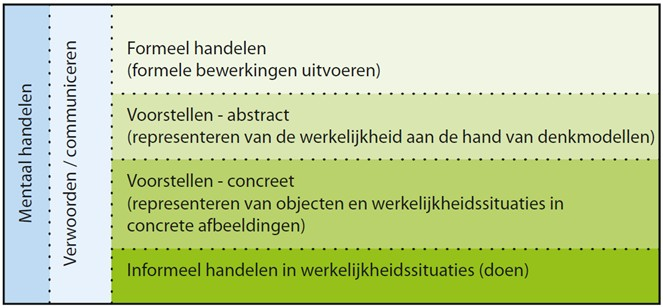 Mentaal handelen
Verwoorden / communiceren
Formeel handelen
(formele bewerkingen uitvoeren)
Voorstellen - abstract
(representeren van de werkelijkheid aan de hand van denkmodellen)
Voorstellen - concreet
(representeren van objecten en werkelijkheidssituaties in
concrete afbeeldingen)
Informeel handelen in werkelijkheidssituaties (doen)